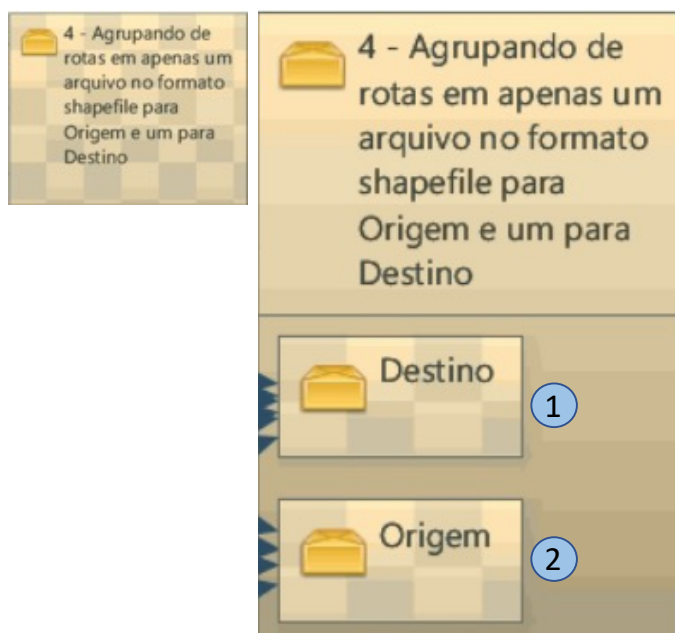 4 - Agrupando de
rotas em apenas um
arquivo no formato
shapefile para
Origem e um para
Destino
4 - Agrupando de
rotas em apenas um
arquivo no formato
shapefile para
Origem e um para
Destino
Destino
1
Origem
2